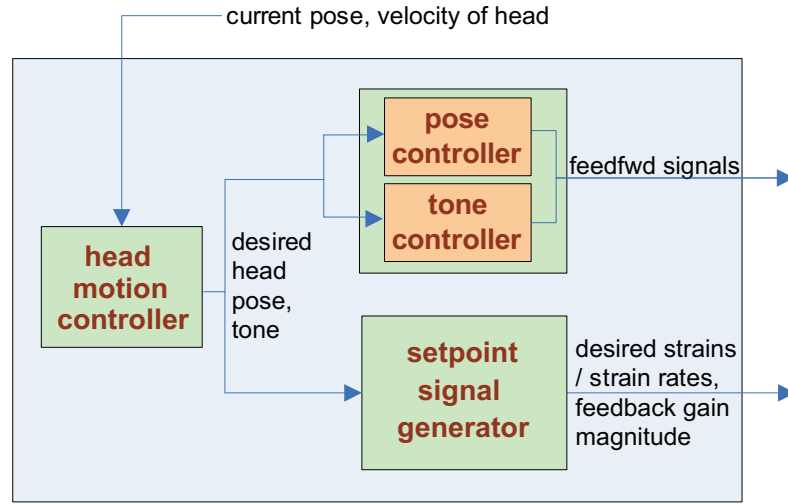 current pose, velocity of head
pose
controller
feedfwd signals
tone
controller
head
motion
controller
desired
head
pose,
tone
setpoint
signal
generator
desired strains
/ strain rates,
feedback gain
magnitude